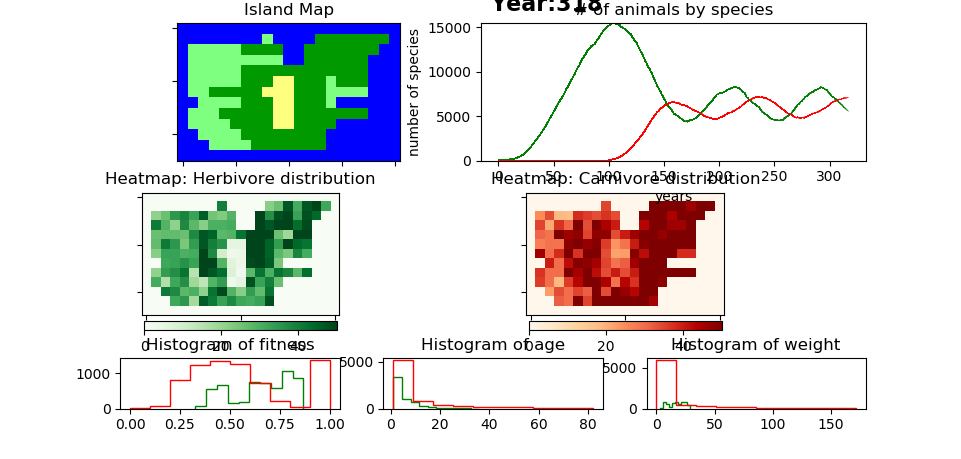 Year:318
Island Map
# of animals by species
number of species
15000
10000
5000
0
0 50 100 150 200 250 300
years
Heatmap: Herbivore distribution
Heatmap: Carnivore distribution
0 20 40
0 20 40
Histogram of fitness
Histogram of age
Histogram of weight
1000
0
0.00 0.25 0.50 0.75 1.00
5000
0
0 20 40 60 80
5000
0
0 50 100 150